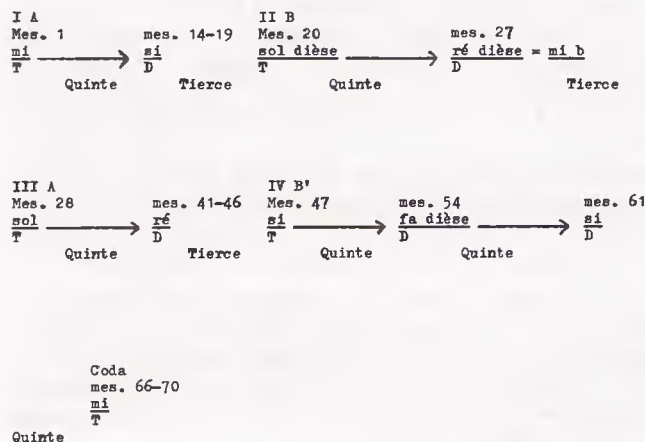 I A II B
Mes. 1 mes. 14-19 Mes. 20 mes. 27
mi si sol dièse ré dièse = mi b
T D T D
Quinte Tierce Quinte Tierce
III A IV B'
Mes. 28 mes. 41-46 Mes. 47 mes. 54 mes. 61
sol ré si fa dièse si
T D T D D
Quinte Tierce Quinte Quinte
Coda
mes. 66-70
mi
T
Quinte